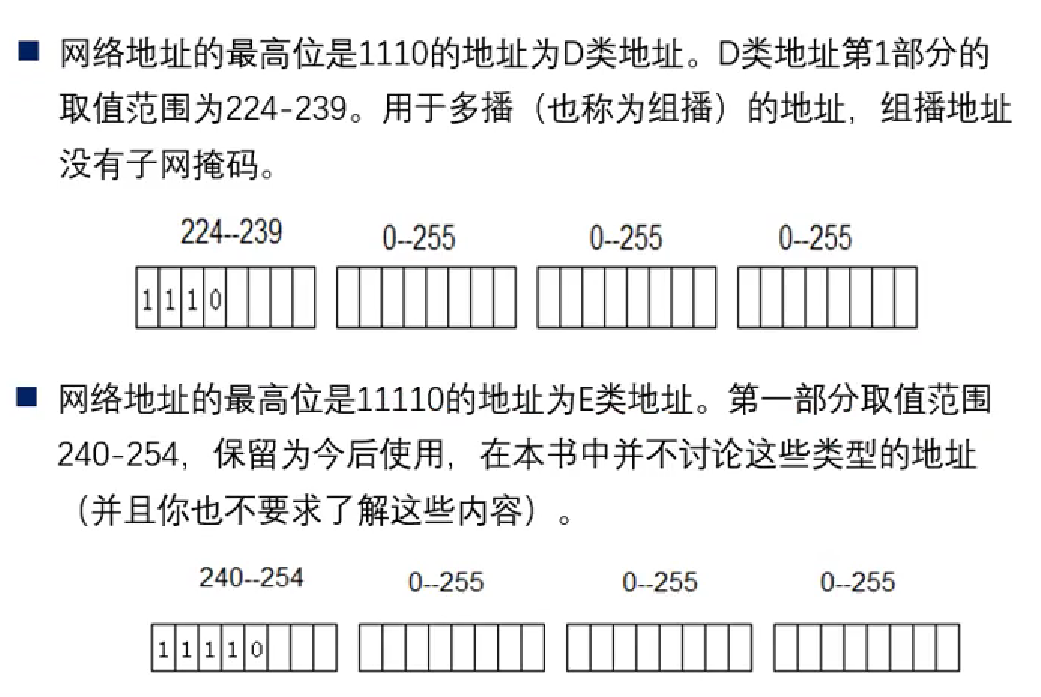 网络地址的最高位是1110的地址为D类地址。D类地址第1部分的
取值范围为224-239。用于多播（也称为组播）的地址，组播地址
没有子网掩码。
224--239 0--255 0--255 0--255
1 1 1 0
网络地址的最高位是11110的地址为E类地址。第一部分取值范围
240-254，保留为今后使用，在本书中并不讨论这些类型的地址
（并且你也不要求了解这些内容）。
240--254 0--255 0--255 0--255
1 1 1 1 0